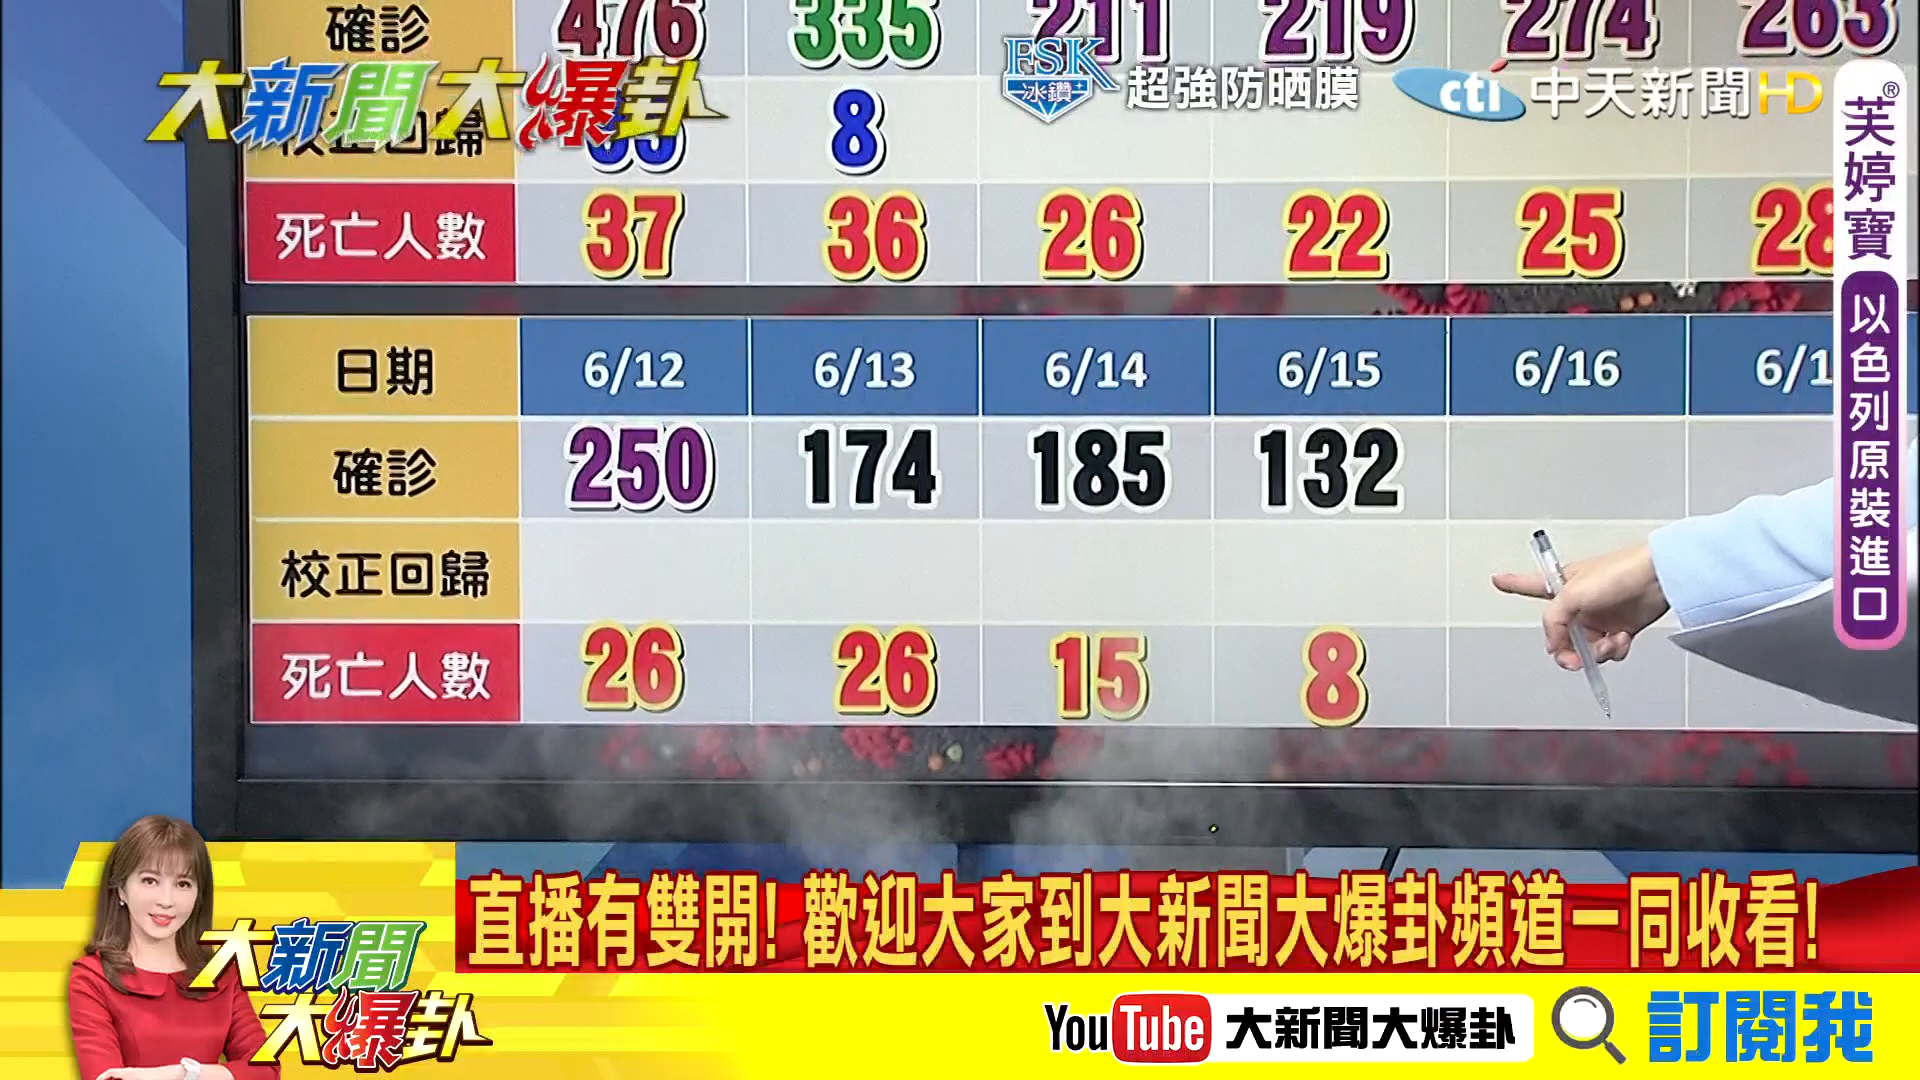 確診 476 335 211 219 274 263
大新聞大爆卦
FSK 冰鑽 超強防晒膜
cti 中天新聞HD
校正回歸 8
死亡人數 37 36 26 22 25 28
日期 6/12 6/13 6/14 6/15 6/16
確診 250 174 185 132
校正回歸
死亡人數 26 26 15 8
芙婷寶®
以色列原裝進口
直播有雙開! 歡迎大家到大新聞大爆卦頻道一同收看!
大新聞
大爆卦
YouTube 大新聞大爆卦 訂閱我